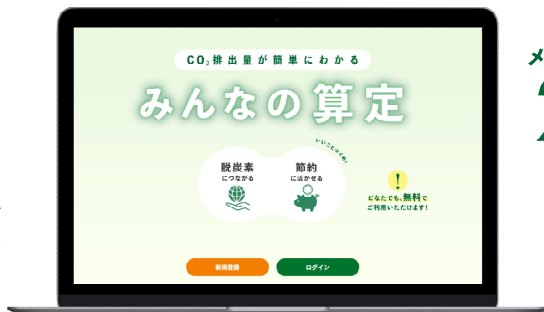 CO₂排出量が簡単にわかる
みんなの算定
いいことづくめ!
脱炭素
につながる
節約
に活かせる
!
どなたでも、無料で
ご利用いただけます!
新規登録
ログイン
メ